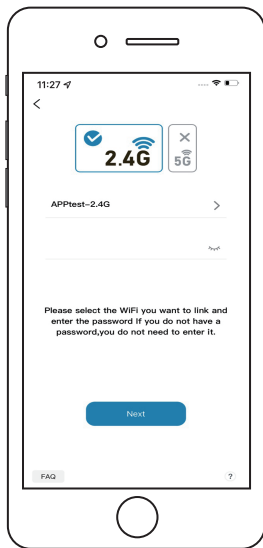 11:27
2.4G
5G
APPtest-2.4G
Please select the WiFi you want to link and
enter the password If you do not have a
password,you do not need to enter it.
Next
FAQ
?